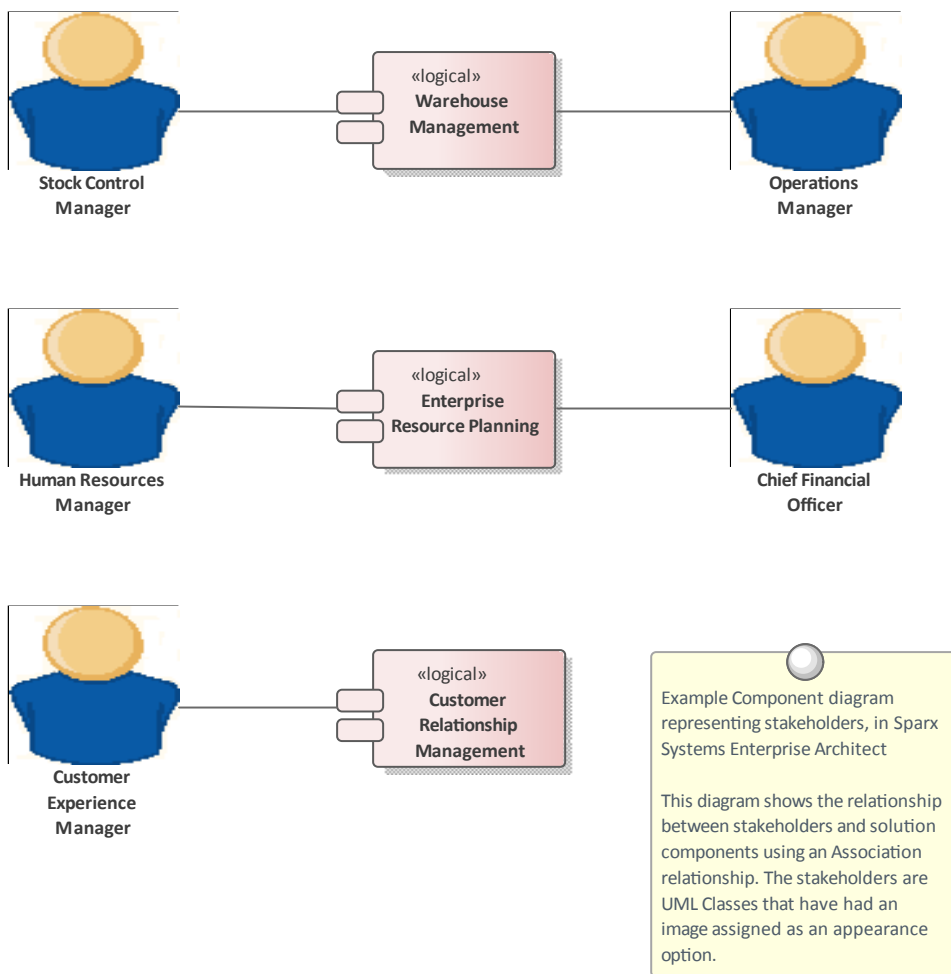 «logical»
Warehouse
Management
Stock Control
Manager
Operations
Manager
«logical»
Enterprise
Resource Planning
Human Resources
Manager
Chief Financial
Officer
«logical»
Customer
Relationship
Management
Customer
Experience
Manager
Example Component diagram
representing stakeholders, in Sparx
Systems Enterprise Architect
This diagram shows the relationship
between stakeholders and solution
components using an Association
relationship. The stakeholders are
UML Classes that have had an
image assigned as an appearance
option.